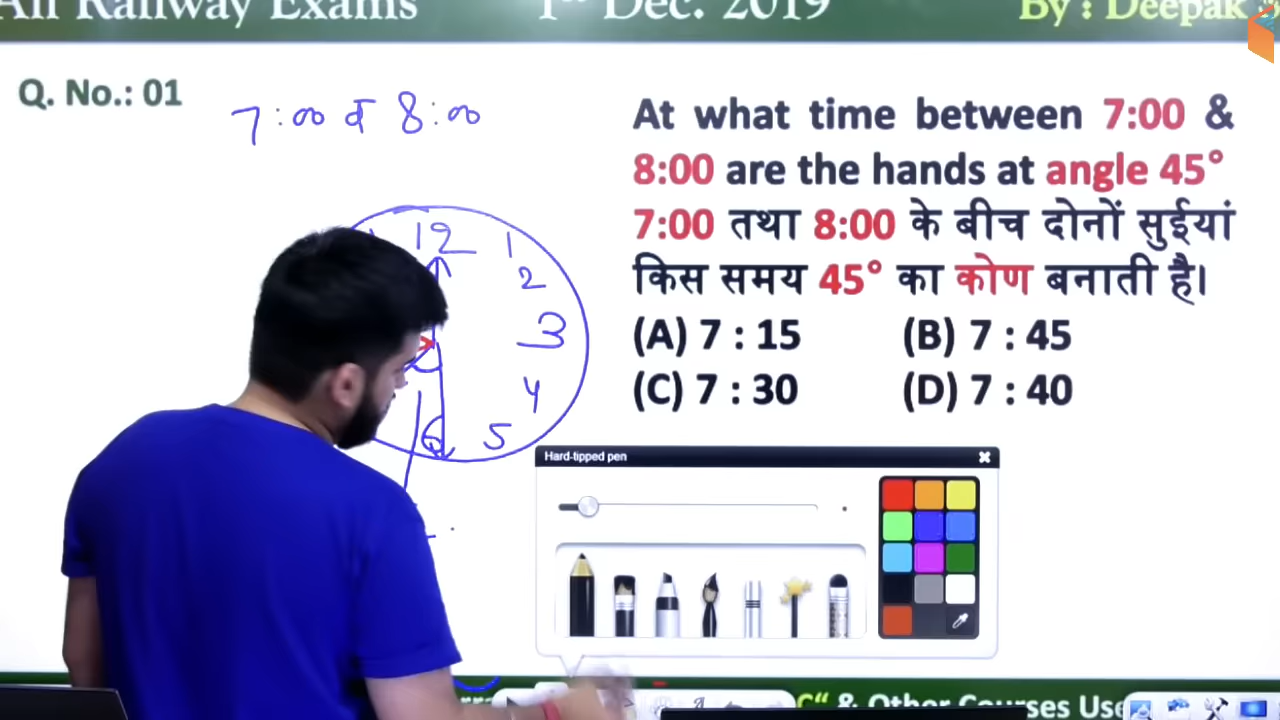 All Railway Exams 1st Dec. 2019 By : Deepak
Q. No.: 01
7:00 व 8:00
At what time between 7:00 &
8:00 are the hands at angle 45°
7:00 तथा 8:00 के बीच दोनों सुईयां
किस समय 45° का कोण बनाती है।
(A) 7 : 15 (B) 7 : 45
(C) 7 : 30 (D) 7 : 40
12
1
2
3
4
5
6
Hard-tipped pen
C“ & Other Courses Use